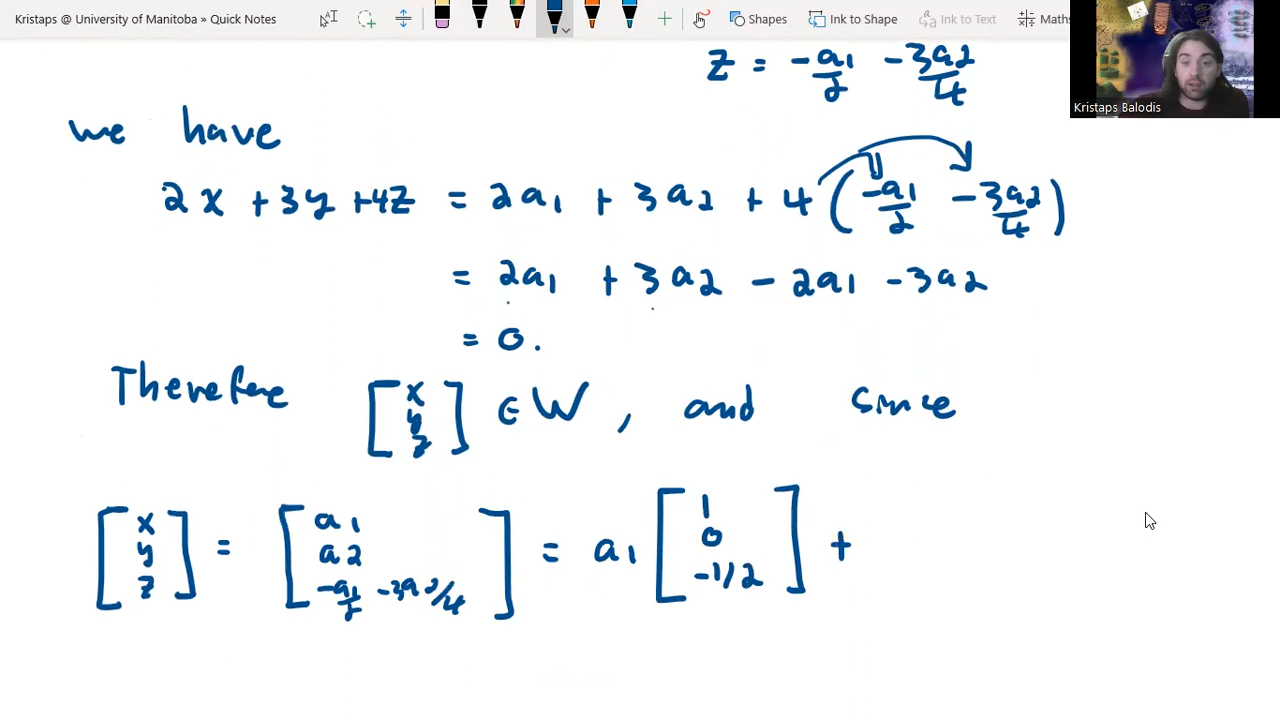 Kristaps @ University of Manitoba » Quick Notes
Shapes
Ink to Shape
Ink to Text
Maths
Kristaps Balodis
z = -a1/2 -3a2/4
we have
2x +3y +4z = 2a1 + 3a2 + 4(-a1/2 -3a2/4)
= 2a1 + 3a2 - 2a1 -3a2
= 0.
Therefore [x y z] ∈ W, and since
[x y z] = [a1 a2 -a1/2 -3a2/4] = a1 [1 0 -1/2] +